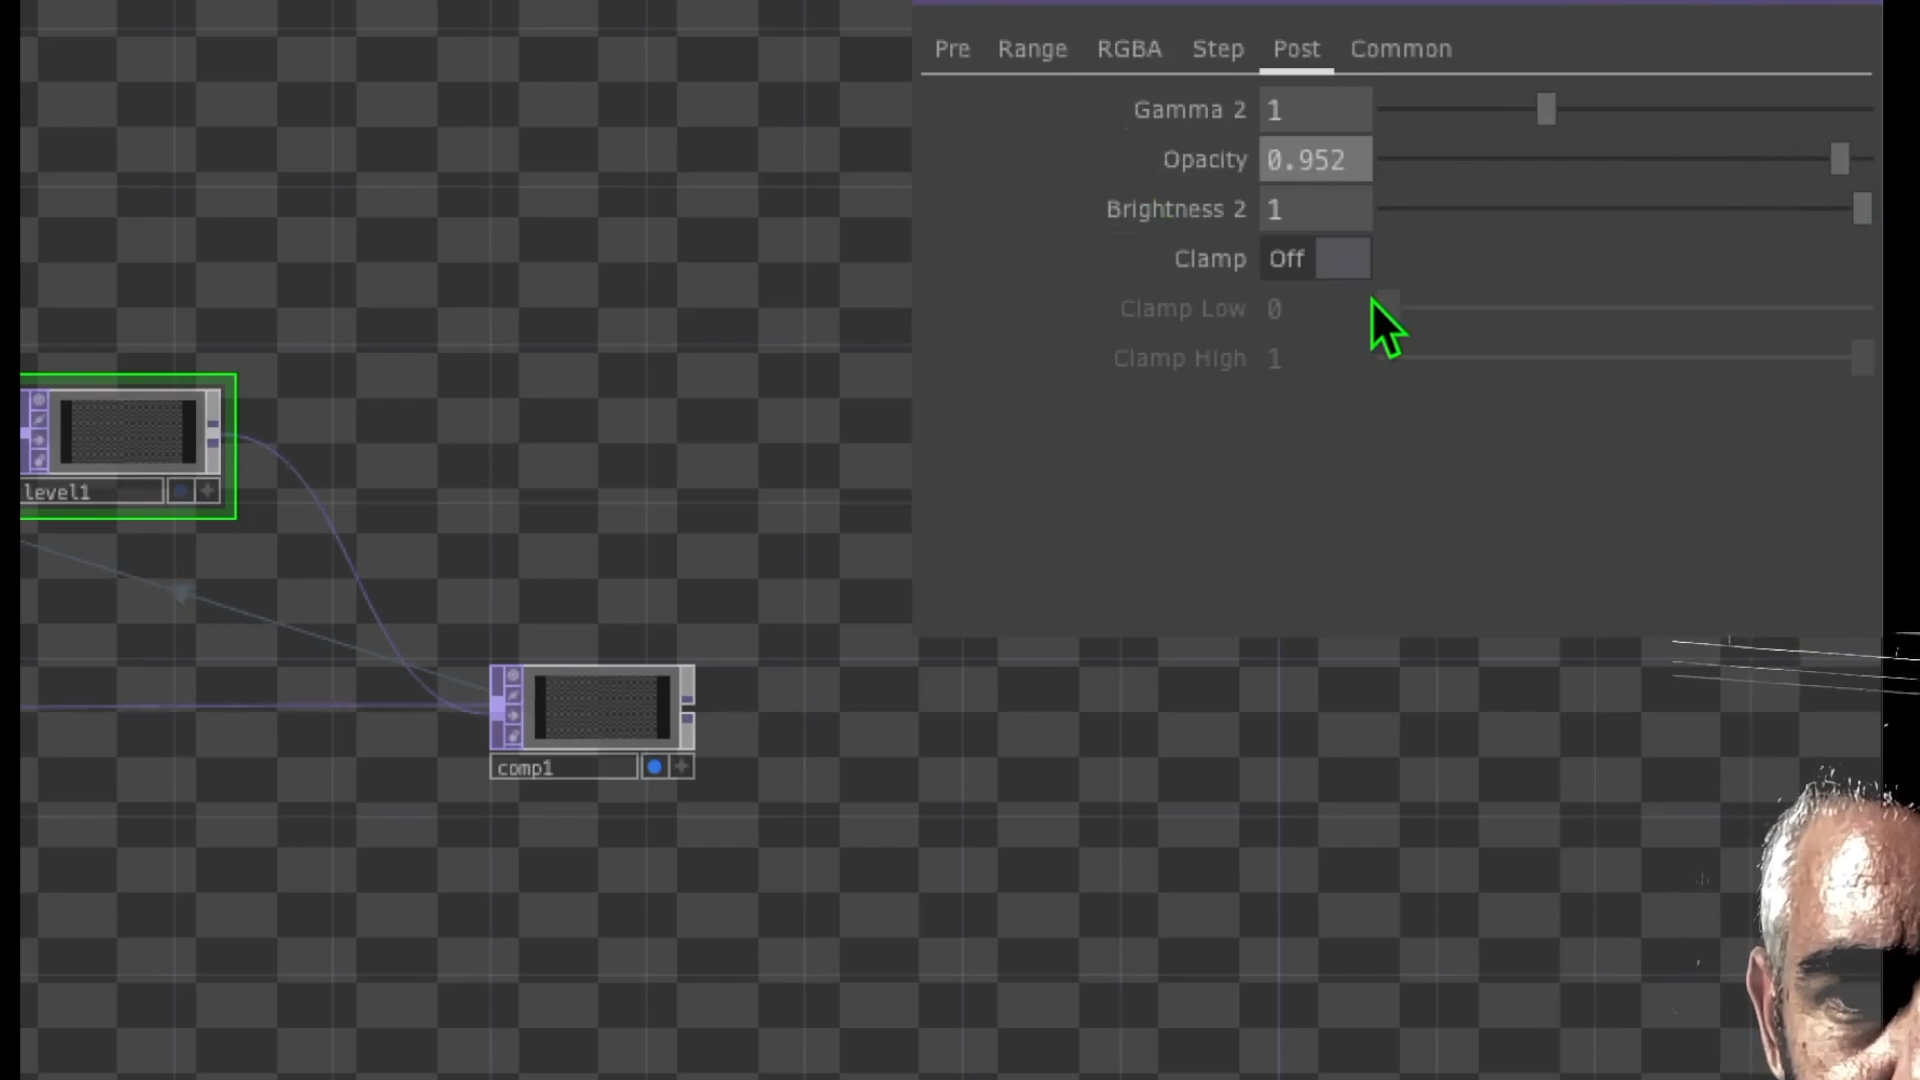 Pre Range RGBA Step Post Common
Gamma 2 1
Opacity 0.952
Brightness 2 1
Clamp Off
Clamp Low 0
Clamp High 1
level1
comp1